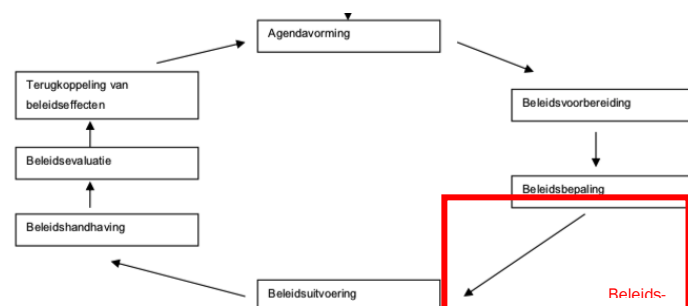 Agendavorming
Terugkoppeling van
beleidseffecten
Beleidsvoorbereiding
Beleidsevaluatie
Beleidsbepaling
Beleidshandhaving
Beleidsuitvoering
Beleids-